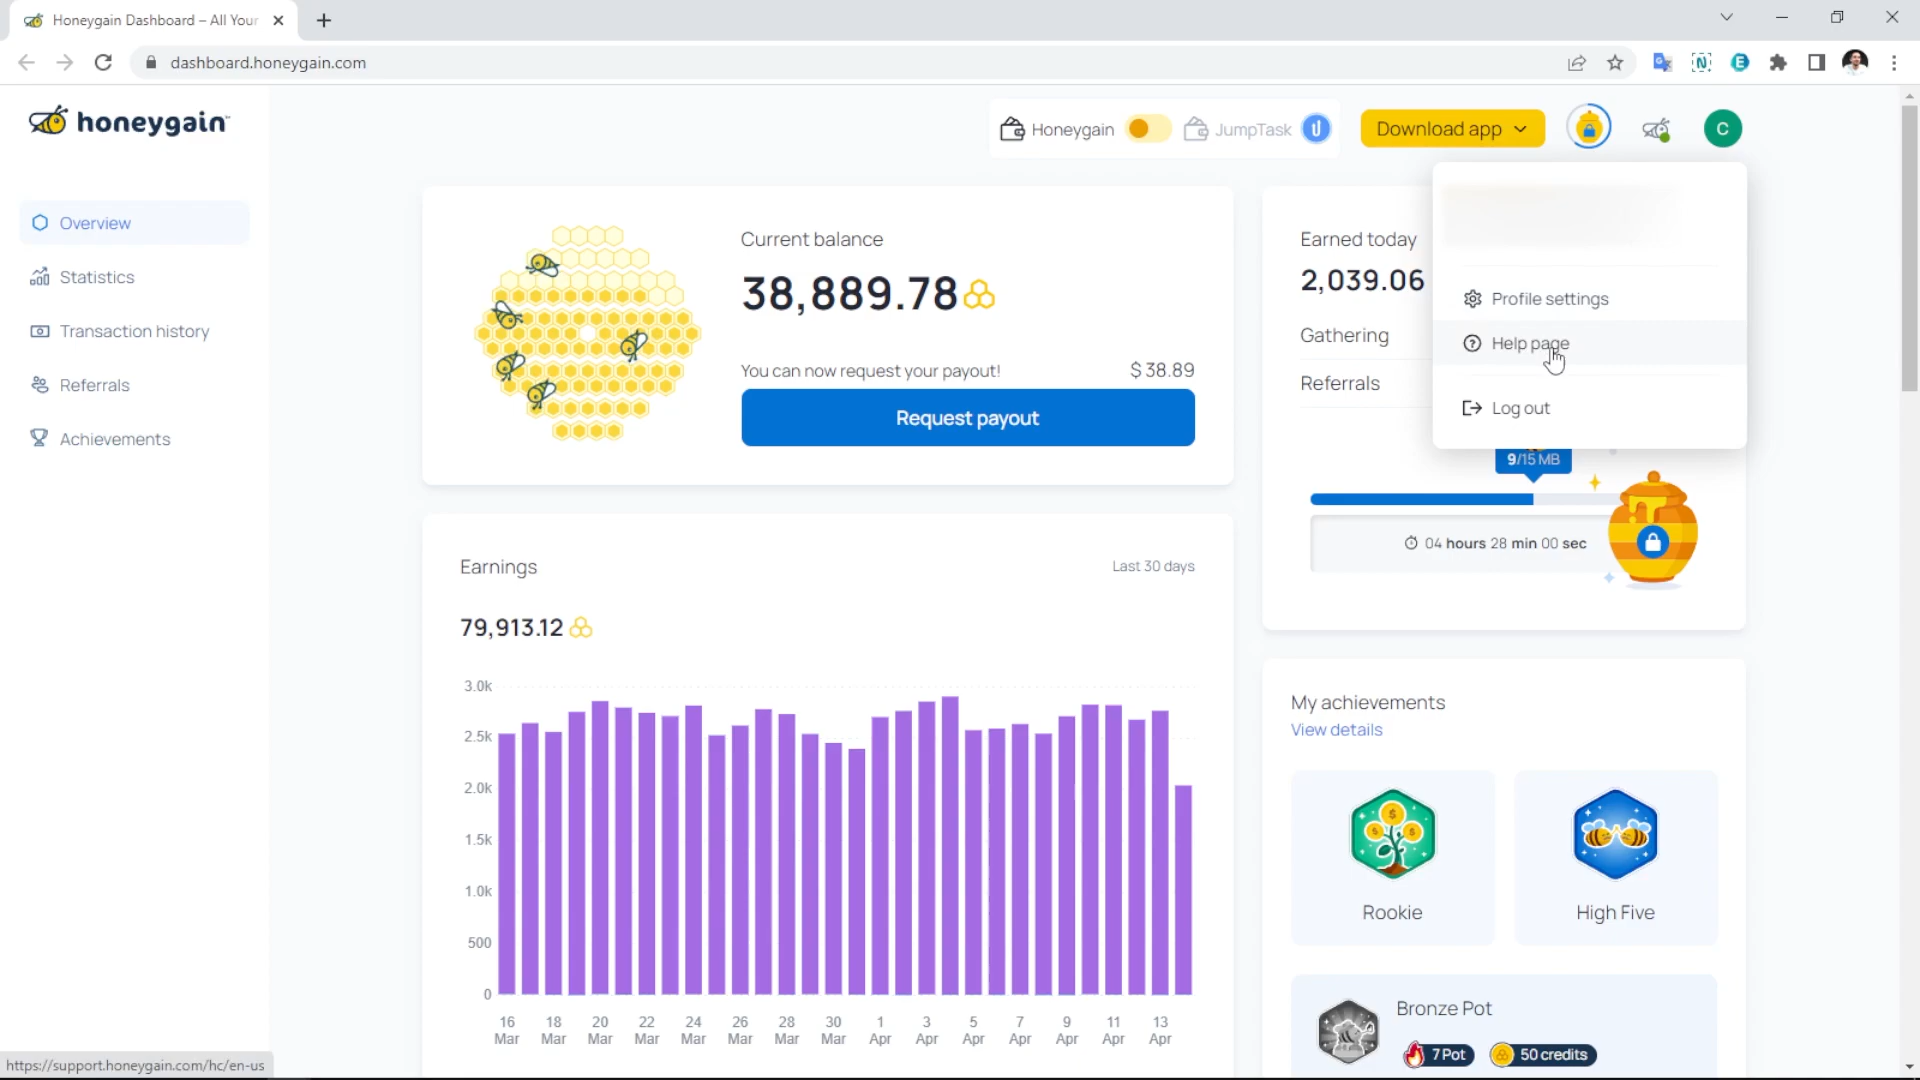 Honeygain Dashboard – All Your
dashboard.honeygain.com
honeygain
Honeygain
JumpTask
Download app
C
Overview
Statistics
Transaction history
Referrals
Achievements
Current balance
38,889.78
You can now request your payout!
$ 38.89
Request payout
Earned today
2,039.06
Gathering
Referrals
Profile settings
Help page
Log out
9/15 MB
04 hours 28 min 00 sec
Earnings
Last 30 days
79,913.12
3.0k
2.5k
2.0k
1.5k
1.0k
500
0
16 18 20 22 24 26 28 30 1 3 5 7 9 11 13
Mar Mar Mar Mar Mar Mar Mar Mar Apr Apr Apr Apr Apr Apr Apr
My achievements
View details
Rookie
High Five
Bronze Pot
7 Pot
50 credits
https://support.honeygain.com/hc/en-us